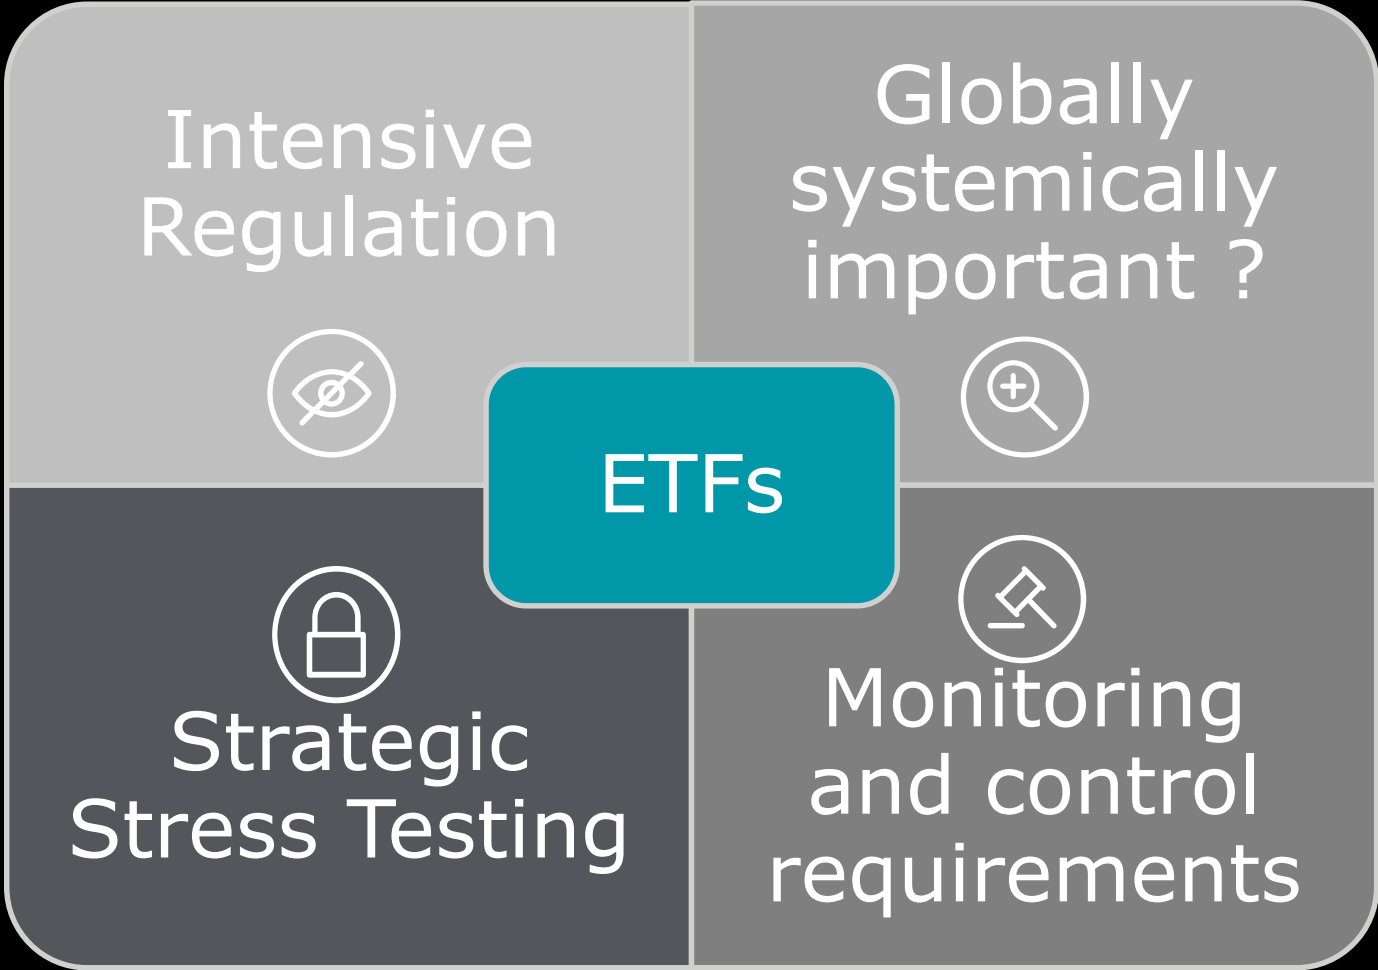 Intensive
Regulation
Globally
systemically
important ?
ETFs
Strategic
Stress Testing
Monitoring
and control
requirements